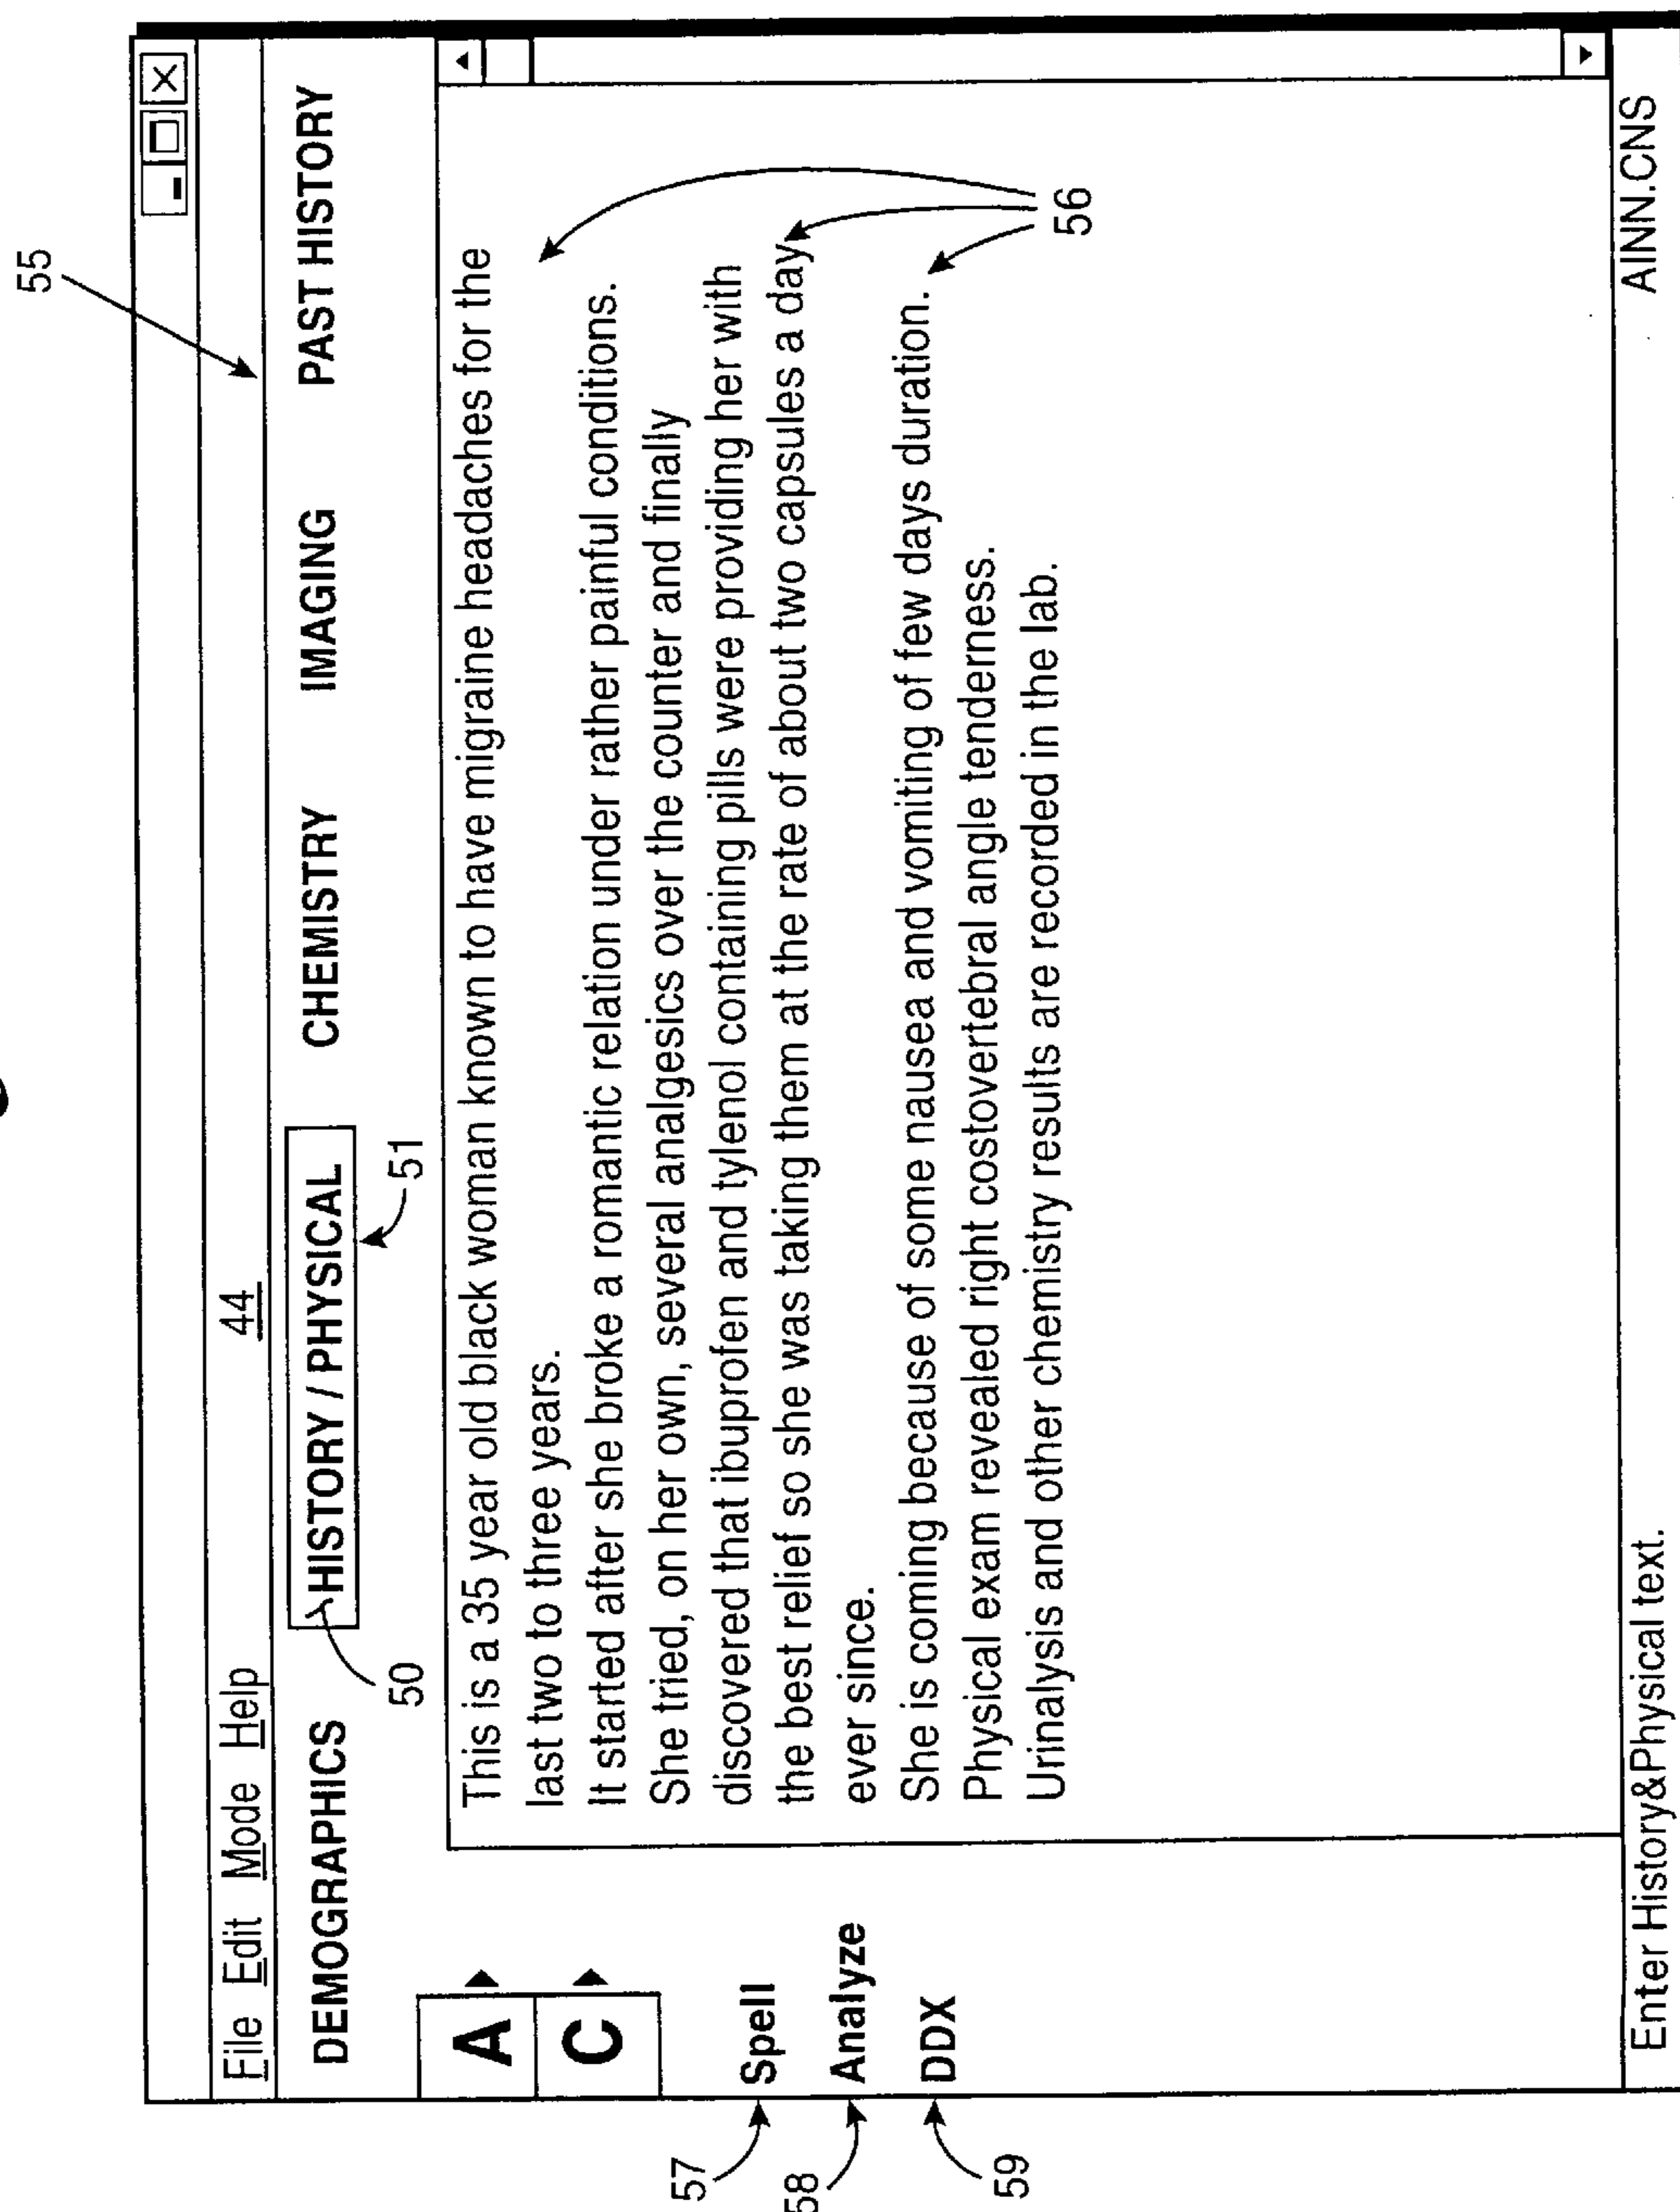 55
File Edit Mode Help 44
DEMOGRAPHICS HISTORY / PHYSICAL CHEMISTRY IMAGING PAST HISTORY
50 51
A
C
This is a 35 year old black woman known to have migraine headaches for the
last two to three years.
It started after she broke a romantic relation under rather painful conditions.
She tried, on her own, several analgesics over the counter and finally
discovered that ibuprofen and tylenol containing pills were providing her with
the best relief so she was taking them at the rate of about two capsules a day
ever since.
She is coming because of some nausea and vomiting of few days duration.
Physical exam revealed right costovertebral angle tenderness.
Urinalysis and other chemistry results are recorded in the lab.
56
57 Spell
58 Analyze
59 DDX
Enter History&Physical text. AINN.CNS